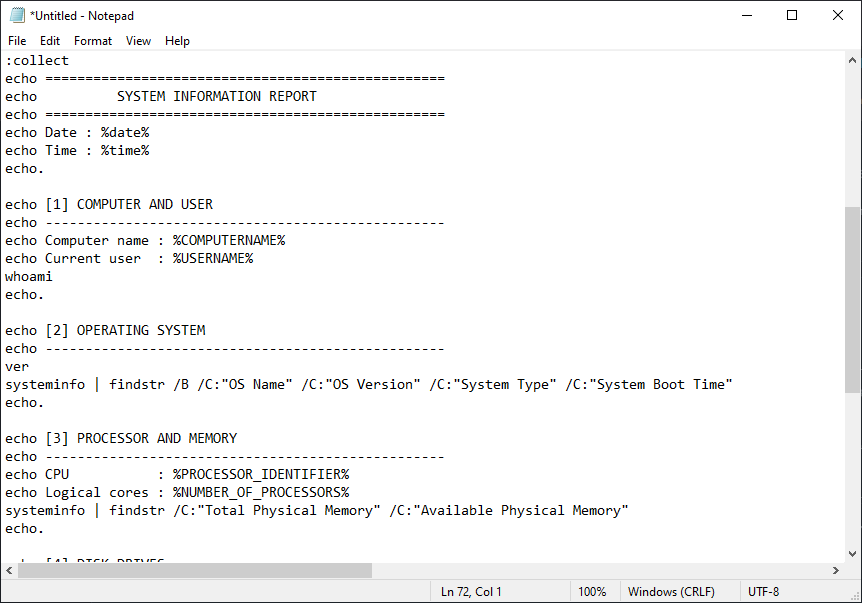 *Untitled - Notepad
File Edit Format View Help
:collect
echo ==================================================
echo          SYSTEM INFORMATION REPORT
echo ==================================================
echo Date : %date%
echo Time : %time%
echo.

echo [1] COMPUTER AND USER
echo --------------------------------------------------
echo Computer name : %COMPUTERNAME%
echo Current user  : %USERNAME%
whoami
echo.

echo [2] OPERATING SYSTEM
echo --------------------------------------------------
ver
systeminfo | findstr /B /C:"OS Name" /C:"OS Version" /C:"System Type" /C:"System Boot Time"
echo.

echo [3] PROCESSOR AND MEMORY
echo --------------------------------------------------
echo CPU           : %PROCESSOR_IDENTIFIER%
echo Logical cores : %NUMBER_OF_PROCESSORS%
systeminfo | findstr /C:"Total Physical Memory" /C:"Available Physical Memory"
echo.

echo [4] DISK DRIVES
Ln 72, Col 1 100% Windows (CRLF) UTF-8